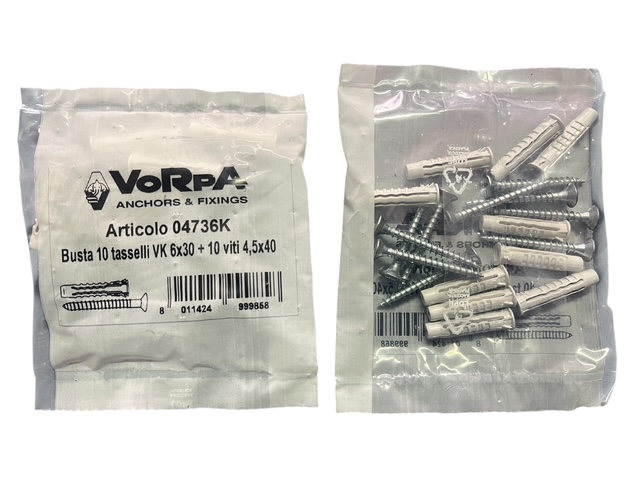 VORPA
ANCHORS & FIXINGS
Articolo 04736K
Busta 10 tasselli VK 6x30 + 10 viti 4,5x40
8 011424 999868